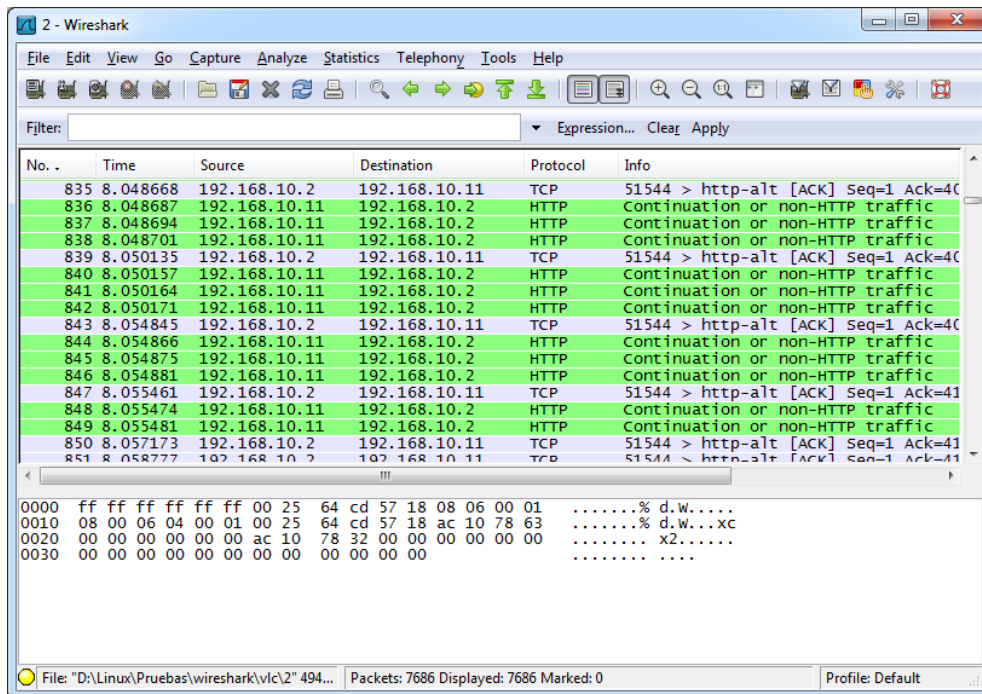 2 - Wireshark
File Edit View Go Capture Analyze Statistics Telephony Tools Help
Filter: Expression... Clear Apply
No. . Time Source Destination Protocol Info
835 8.048668 192.168.10.2 192.168.10.11 TCP 51544 > http-alt [ACK] Seq=1 Ack=40
836 8.048687 192.168.10.11 192.168.10.2 HTTP Continuation or non-HTTP traffic
837 8.048694 192.168.10.11 192.168.10.2 HTTP Continuation or non-HTTP traffic
838 8.048701 192.168.10.11 192.168.10.2 HTTP Continuation or non-HTTP traffic
839 8.050135 192.168.10.2 192.168.10.11 TCP 51544 > http-alt [ACK] Seq=1 Ack=40
840 8.050157 192.168.10.11 192.168.10.2 HTTP Continuation or non-HTTP traffic
841 8.050164 192.168.10.11 192.168.10.2 HTTP Continuation or non-HTTP traffic
842 8.050171 192.168.10.11 192.168.10.2 HTTP Continuation or non-HTTP traffic
843 8.054845 192.168.10.2 192.168.10.11 TCP 51544 > http-alt [ACK] Seq=1 Ack=40
844 8.054866 192.168.10.11 192.168.10.2 HTTP Continuation or non-HTTP traffic
845 8.054875 192.168.10.11 192.168.10.2 HTTP Continuation or non-HTTP traffic
846 8.054881 192.168.10.11 192.168.10.2 HTTP Continuation or non-HTTP traffic
847 8.055461 192.168.10.2 192.168.10.11 TCP 51544 > http-alt [ACK] Seq=1 Ack=41
848 8.055474 192.168.10.11 192.168.10.2 HTTP Continuation or non-HTTP traffic
849 8.055481 192.168.10.11 192.168.10.2 HTTP Continuation or non-HTTP traffic
850 8.057173 192.168.10.2 192.168.10.11 TCP 51544 > http-alt [ACK] Seq=1 Ack=41
851 8.058777 192.168.10.2 192.168.10.11 TCP 51544 > http-alt [ACK] Seq=1 Ack=41
0000 ff ff ff ff ff ff 00 25 64 cd 57 18 08 06 00 01 .......% d.W.....
0010 08 00 06 04 00 01 00 25 64 cd 57 18 ac 10 78 63 .......% d.W...xc
0020 00 00 00 00 00 00 ac 10 78 32 00 00 00 00 00 00 ........ x2......
0030 00 00 00 00 00 00 00 00 00 00 00 00 ........ ....
File: "D:\Linux\Pruebas\wireshark\vlc\2" 494... Packets: 7686 Displayed: 7686 Marked: 0 Profile: Default